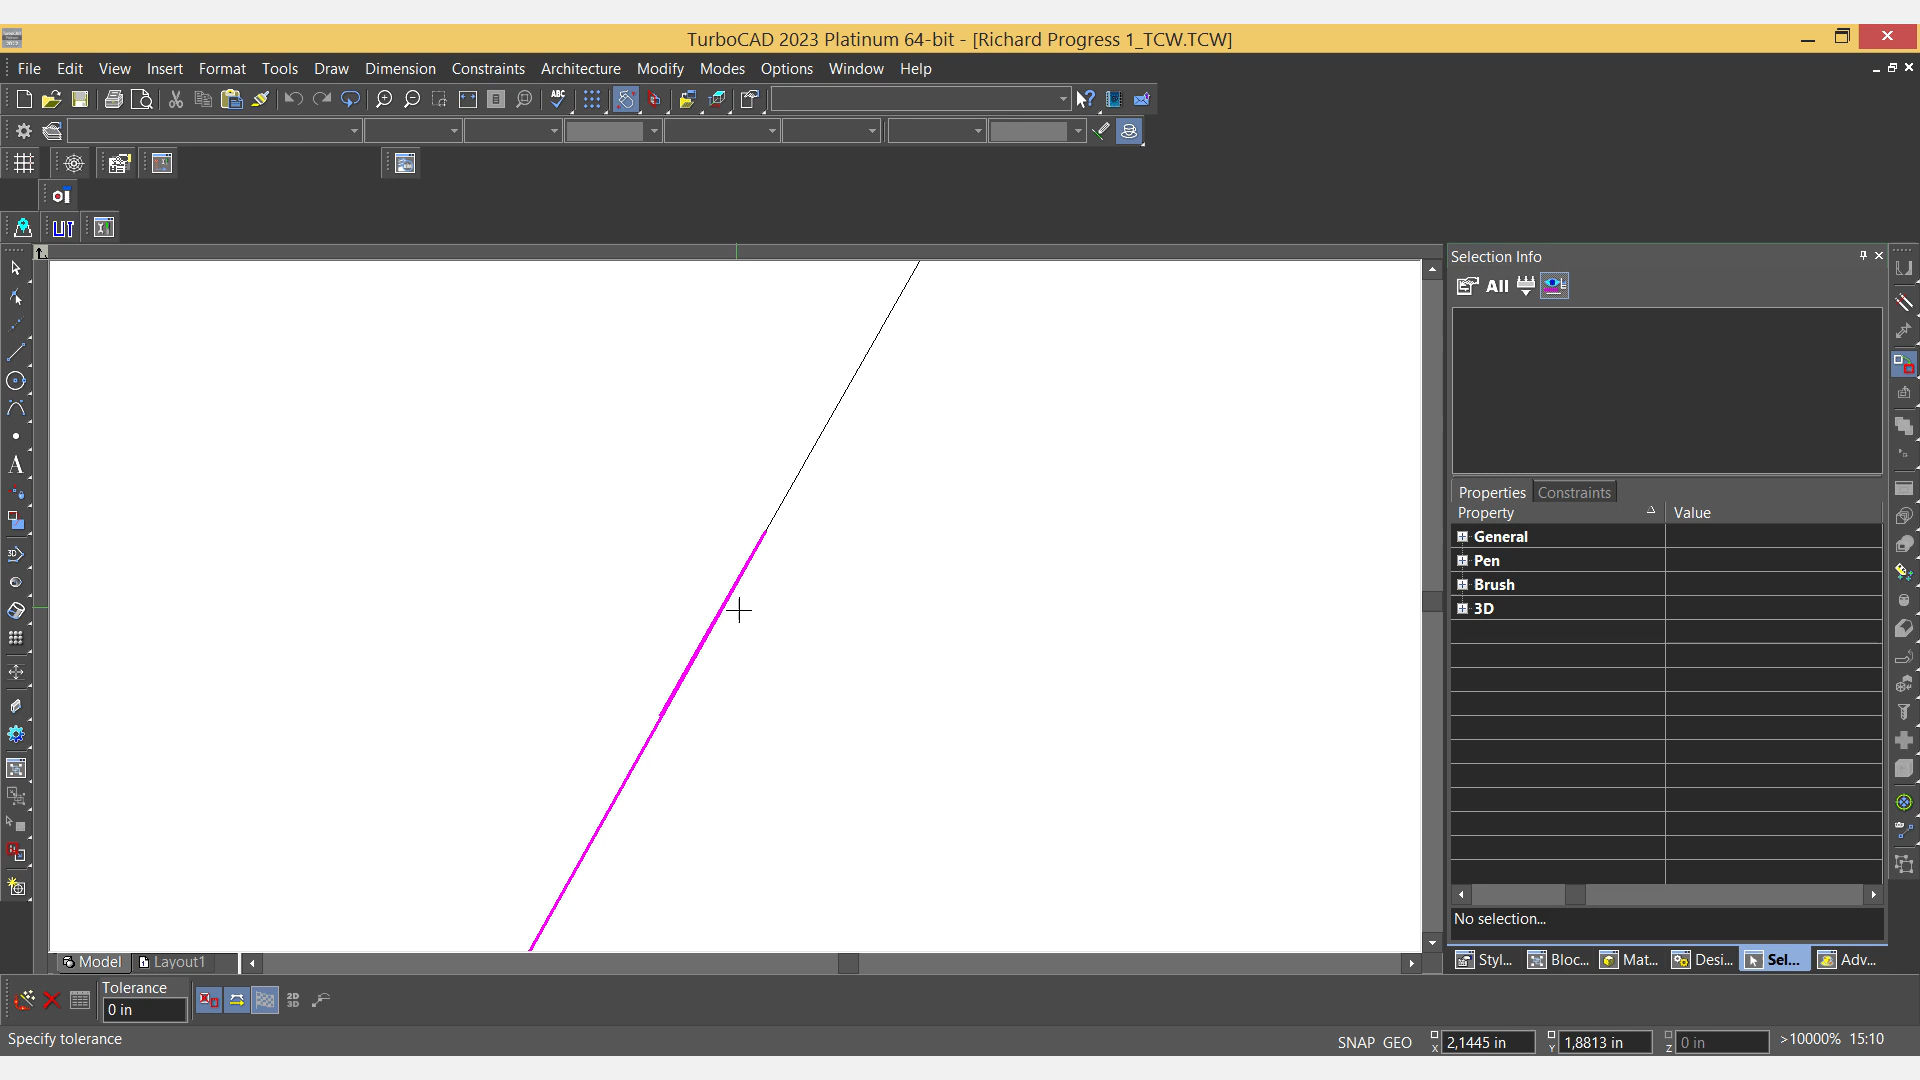 TurboCAD 2023 Platinum 64-bit - [Richard Progress 1_TCW.TCW]
File Edit View Insert Format Tools Draw Dimension Constraints Architecture Modify Modes Options Window Help
ABC
Selection Info
All
Properties Constraints
Property Value
General
Pen
Brush
3D
No selection...
Styl... Bloc... Mat... Desi... Sel... Adv...
Model Layout1
Tolerance
0 in
2D
3D
Specify tolerance
SNAP GEO X 2,1445 in Y 1,8813 in Z 0 in >10000% 15:10